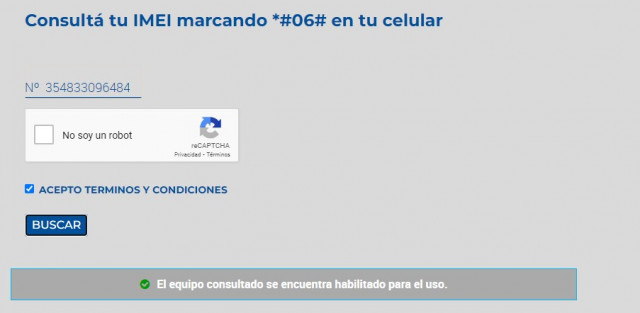 Consultá tu IMEI marcando *#06# en tu celular
Nº 354833096484
No soy un robot
reCAPTCHA
Privacidad - Términos
ACEPTO TERMINOS Y CONDICIONES
BUSCAR
El equipo consultado se encuentra habilitado para el uso.